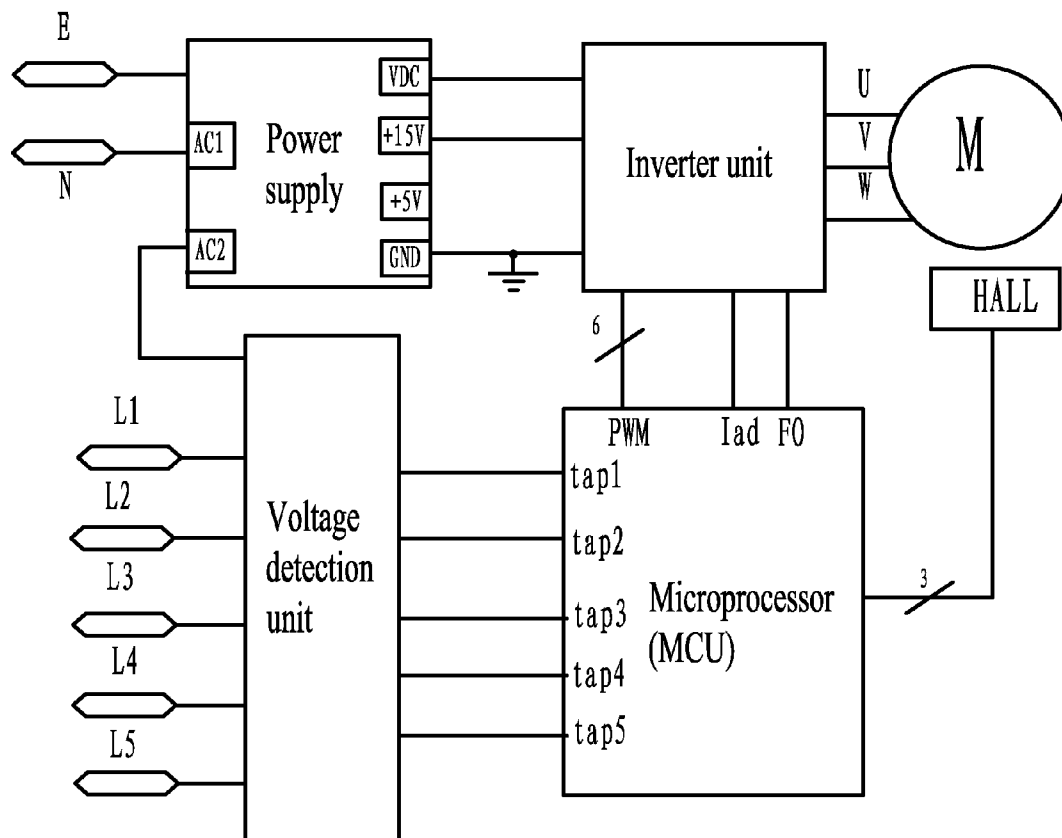 E
N
AC1
AC2
Power
supply
VDC
+15V
+5V
GND
Inverter unit
U
V
W
M
HALL
6
PWM
Iad
FO
L1
L2
L3
L4
L5
Voltage
detection
unit
tap1
tap2
tap3
tap4
tap5
Microprocessor
(MCU)
3